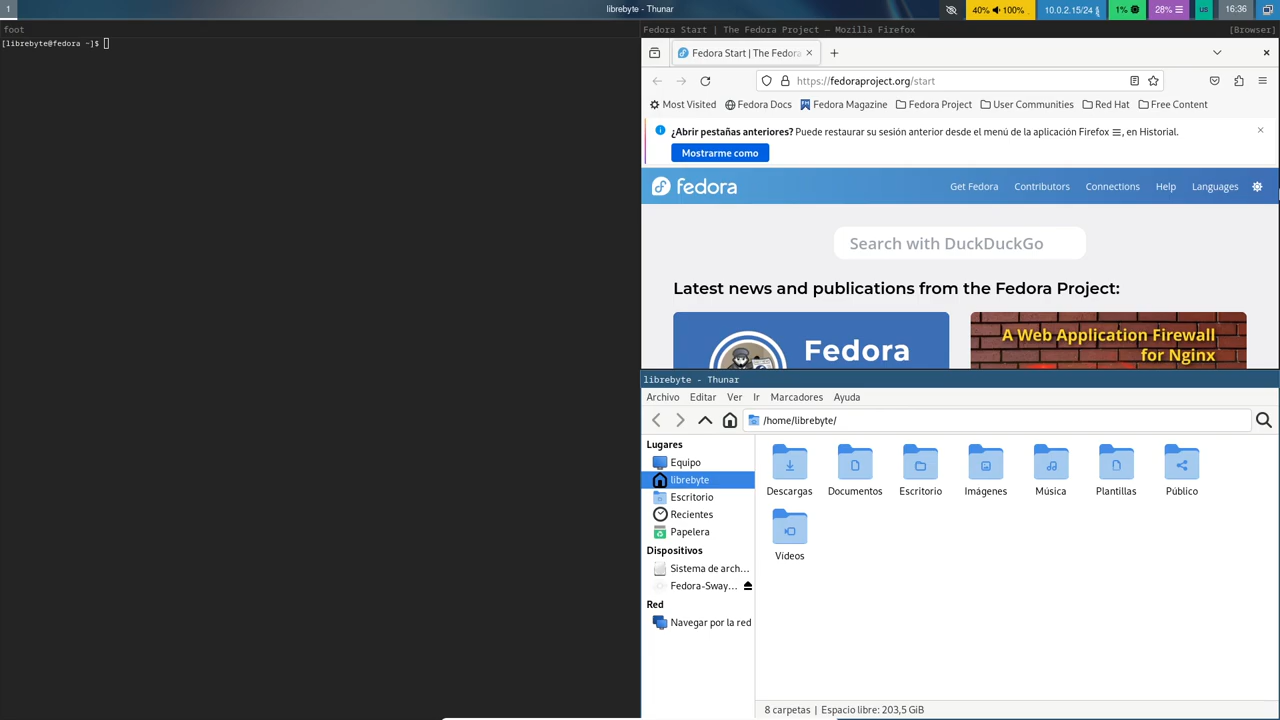 1
librebyte - Thunar
40% 100%
10.0.2.15/24
1%
28%
us
16:36
foot
[librebyte@fedora ~]$
Fedora Start | The Fedora Project — Mozilla Firefox
[Browser]
Fedora Start | The Fedora
https://fedoraproject.org/start
Most Visited
Fedora Docs
Fedora Magazine
Fedora Project
User Communities
Red Hat
Free Content
¿Abrir pestañas anteriores? Puede restaurar su sesión anterior desde el menú de la aplicación Firefox ☰, en Historial.
Mostrarme como
fedora
Get Fedora
Contributors
Connections
Help
Languages
Search with DuckDuckGo
Latest news and publications from the Fedora Project:
Fedora
A Web Application Firewall
for Nginx
librebyte - Thunar
Archivo Editar Ver Ir Marcadores Ayuda
/home/librebyte/
Lugares
Equipo
librebyte
Escritorio
Recientes
Papelera
Dispositivos
Sistema de arch...
Fedora-Sway...
Red
Navegar por la red
Descargas
Documentos
Escritorio
Imágenes
Música
Plantillas
Público
Vídeos
8 carpetas | Espacio libre: 203,5 GiB